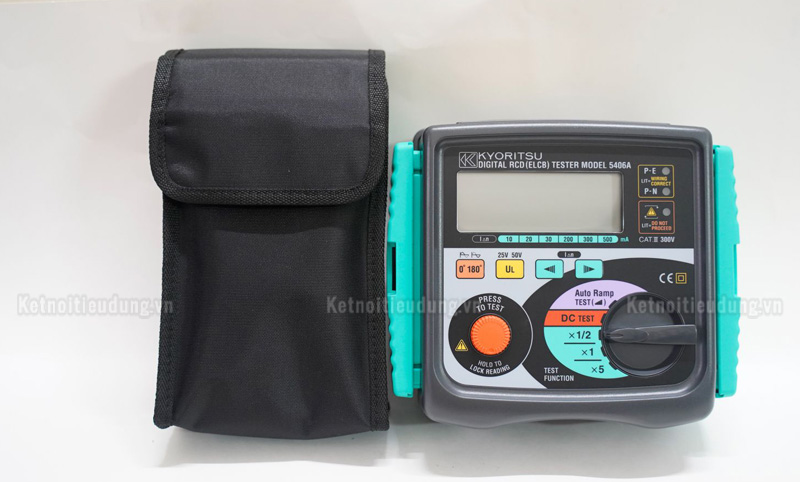 KYORITSU
DIGITAL RCD (ELCB) TESTER MODEL 5406A
P-E
LIT= WIRING CORRECT
P-N
LIT= DO NOT PROCEED
CAT.III 300V
IΔn 10 20 30 200 300 500 mA
0° 180°
25V 50V
UL
IΔn
CE
PRESS TO TEST
HOLD TO LOCK READING
Auto Ramp
TEST( )
DC TEST
×1/2
×1
×5
TEST
FUNCTION
Ketnoitieudung.vn
Ketnoitieudung.vn
Ketnoitieudung.vn